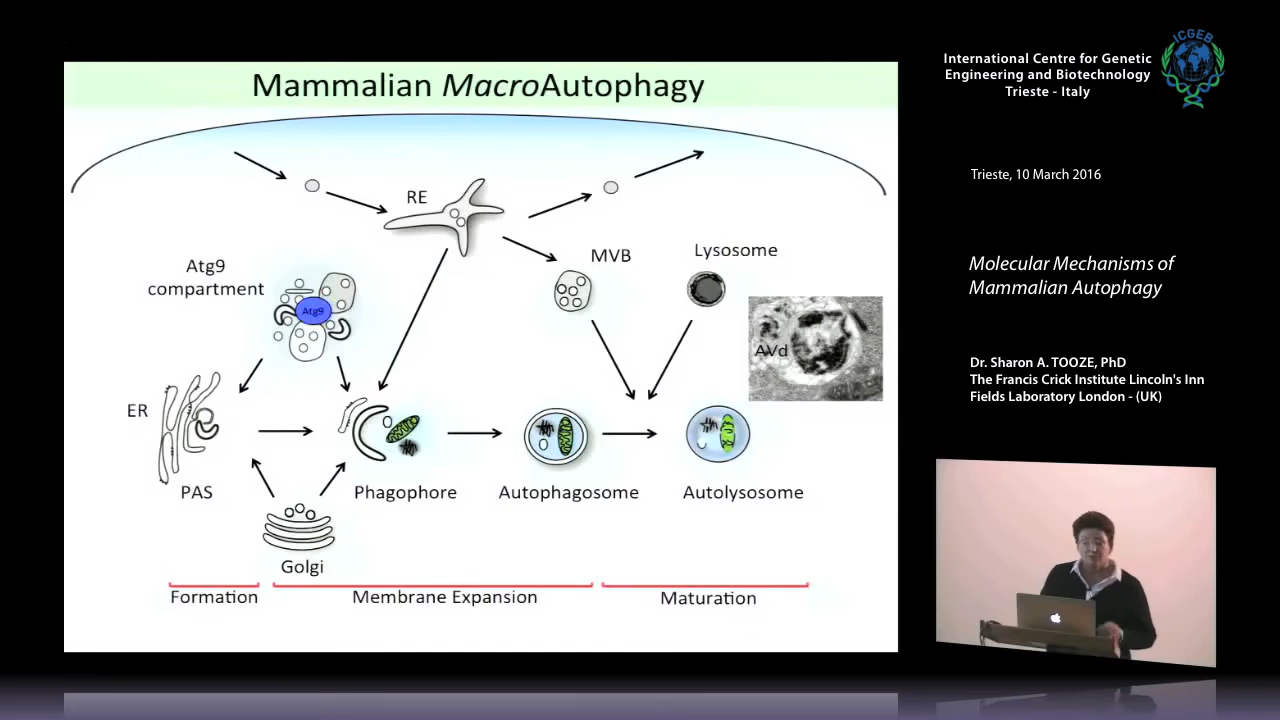 Mammalian MacroAutophagy
RE
MVB
Lysosome
Atg9
compartment
Atg9
AVd
ER
PAS
Phagophore
Autophagosome
Autolysosome
Golgi
Formation
Membrane Expansion
Maturation
International Centre for Genetic
Engineering and Biotechnology
Trieste - Italy
ICGEB
Trieste, 10 March 2016
Molecular Mechanisms of
Mammalian Autophagy
Dr. Sharon A. TOOZE, PhD
The Francis Crick Institute Lincoln's Inn
Fields Laboratory London - (UK)